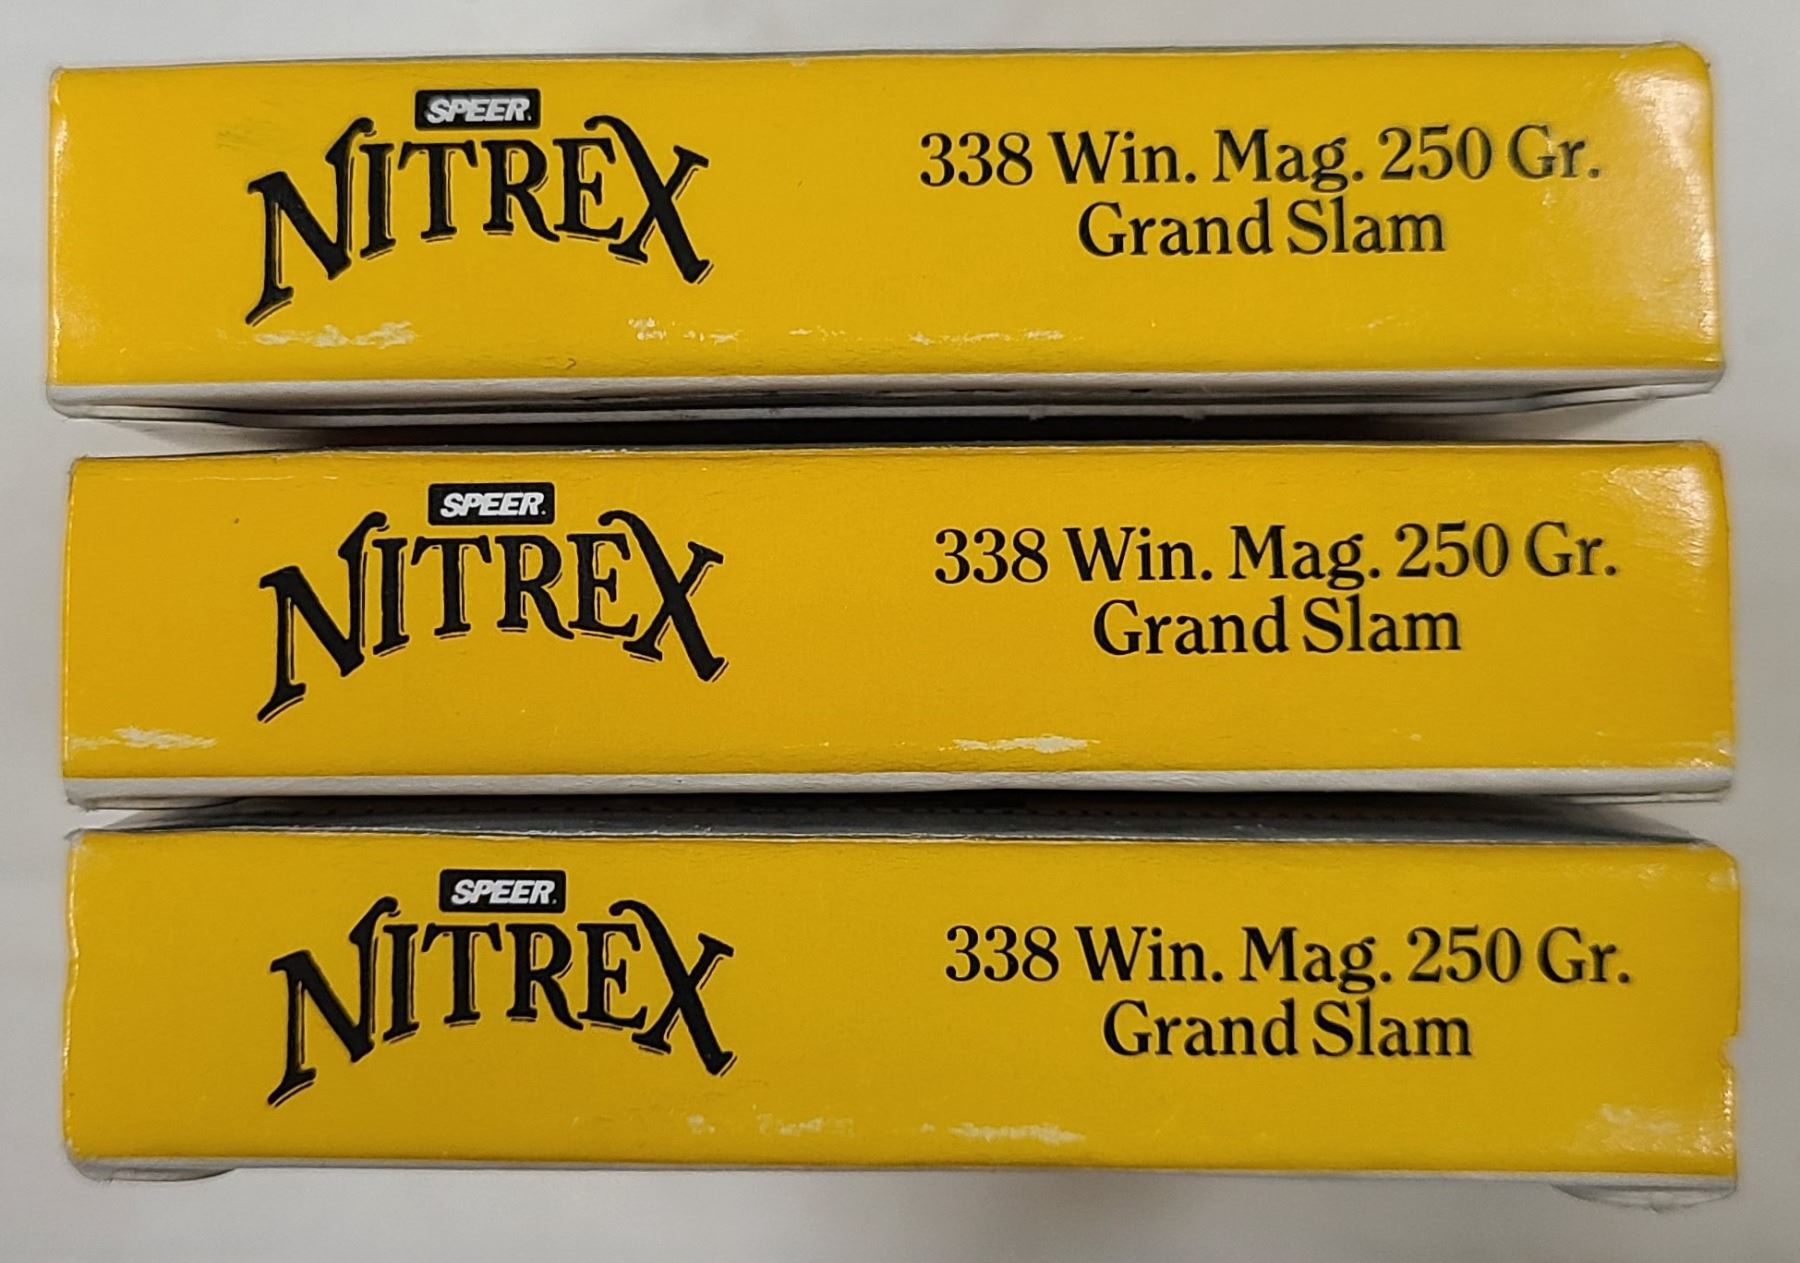 SPEER.
NITREX
338 Win. Mag. 250 Gr.
Grand Slam
SPEER.
NITREX
338 Win. Mag. 250 Gr.
Grand Slam
SPEER.
NITREX
338 Win. Mag. 250 Gr.
Grand Slam